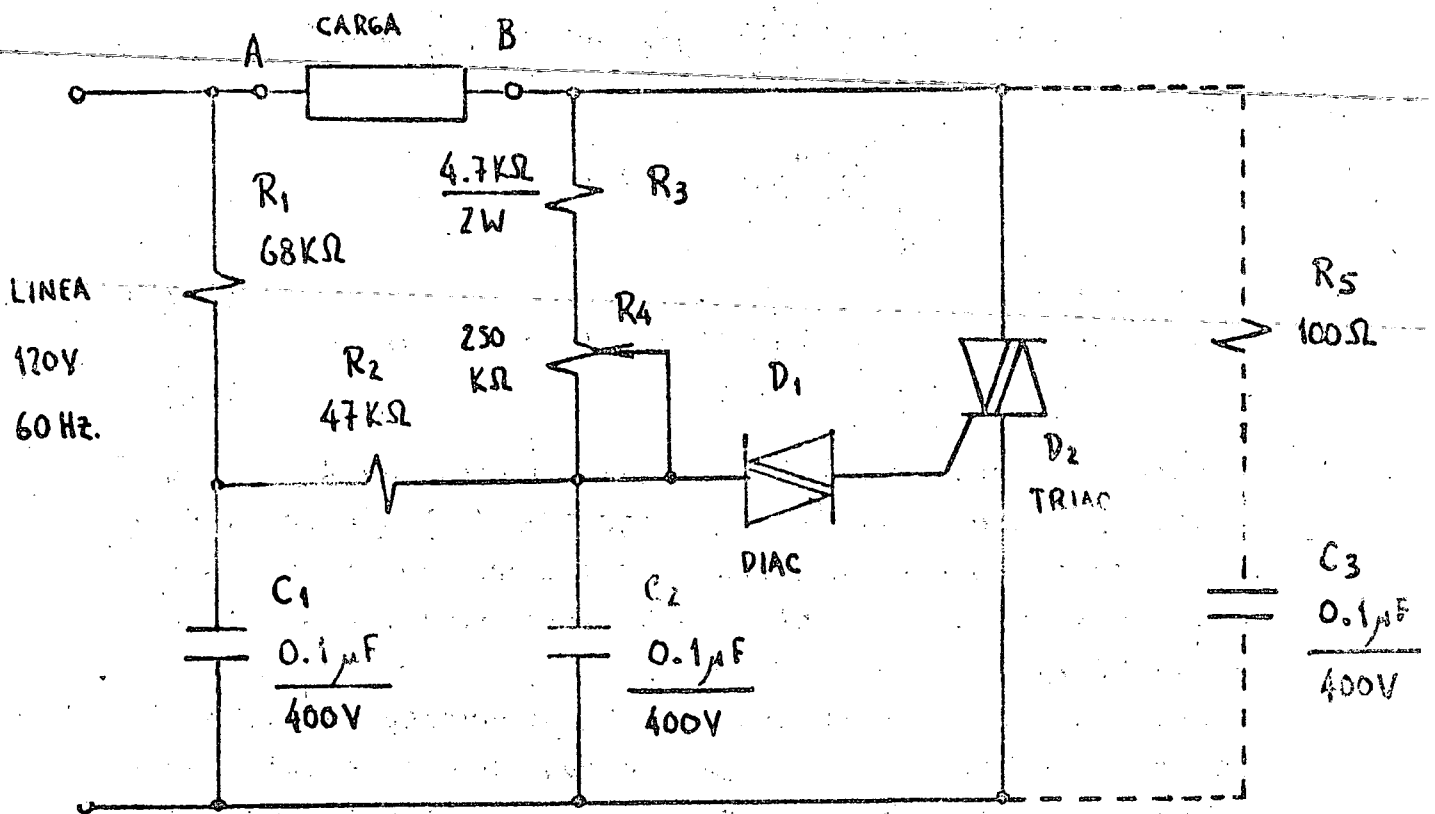 CARGA
A
B
R1
68KΩ
4.7KΩ
2W
R3
LINEA
120V
60 Hz.
R2
47KΩ
250
KΩ
R4
D1
DIAC
D2
TRIAC
R5
100Ω
C1
0.1μF
400V
C2
0.1μF
400V
C3
0.1μF
400V